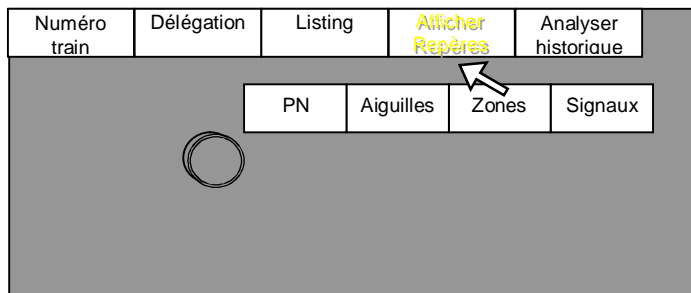 Numéro
train
Délégation
Listing
Afficher
Repères
Analyser
historique
PN
Aiguilles
Zones
Signaux